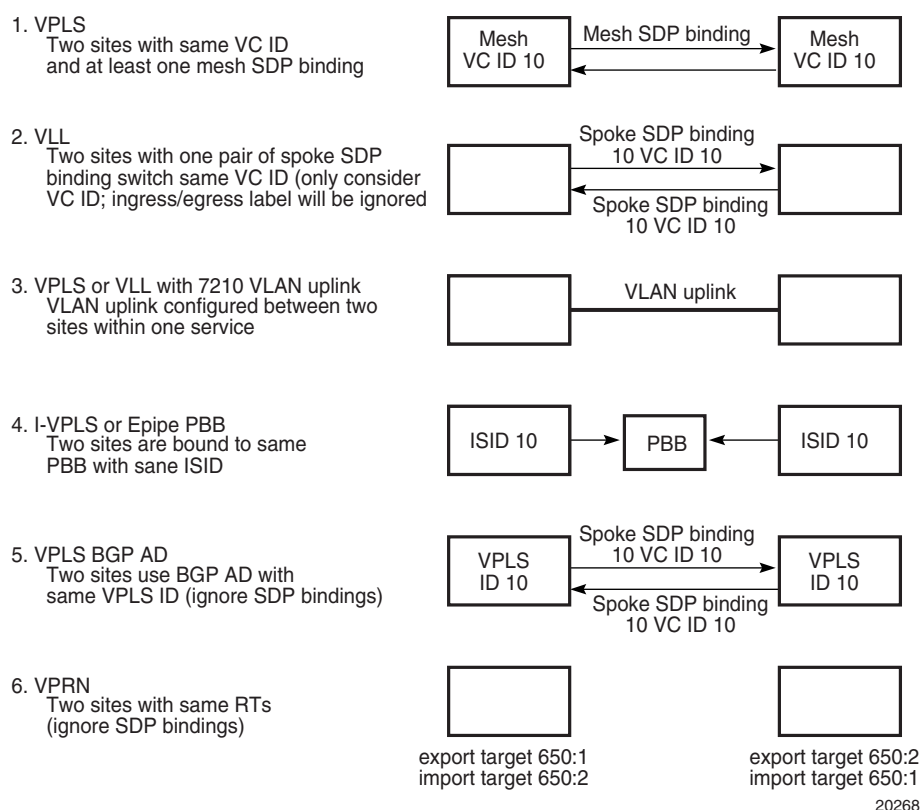 1. VPLS
Two sites with same VC ID
and at least one mesh SDP binding
Mesh
VC ID 10
Mesh SDP binding
Mesh
VC ID 10
2. VLL
Two sites with one pair of spoke SDP
binding switch same VC ID (only consider
VC ID; ingress/egress label will be ignored
Spoke SDP binding
10 VC ID 10
Spoke SDP binding
10 VC ID 10
3. VPLS or VLL with 7210 VLAN uplink
VLAN uplink configured between two
sites within one service
VLAN uplink
4. I-VPLS or Epipe PBB
Two sites are bound to same
PBB with sane ISID
ISID 10
PBB
ISID 10
5. VPLS BGP AD
Two sites use BGP AD with
same VPLS ID (ignore SDP bindings)
VPLS
ID 10
Spoke SDP binding
10 VC ID 10
Spoke SDP binding
10 VC ID 10
VPLS
ID 10
6. VPRN
Two sites with same RTs
(ignore SDP bindings)
export target 650:1
import target 650:2
export target 650:2
import target 650:1
20268